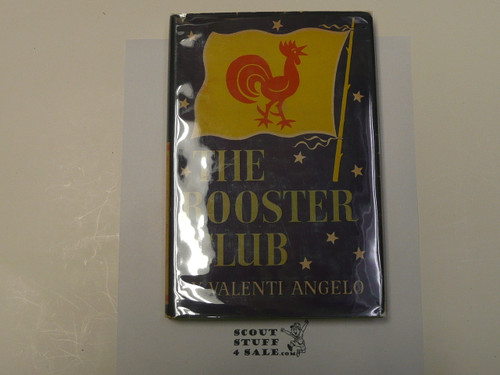 THE
ROOSTER
CLUB
VALENTI ANGELO
SCOUT
STUFF
4 SALE.com